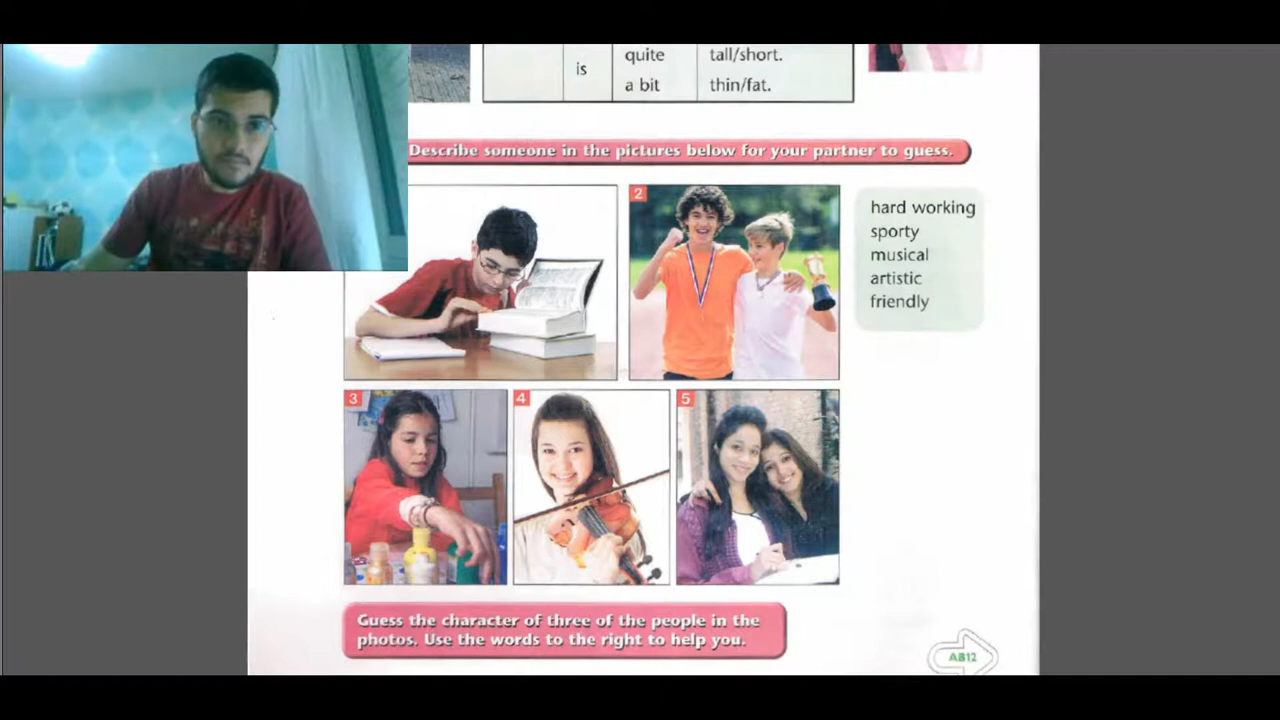 quite
tall/short.
is
a bit
thin/fat.
Describe someone in the pictures below for your partner to guess.
2
hard working
sporty
musical
artistic
friendly
3
4
5
Guess the character of three of the people in the
photos. Use the words to the right to help you.
AB12